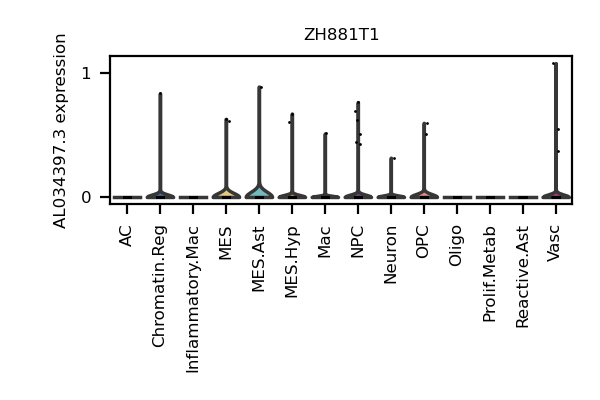 ZH881T1
AL034397.3 expression
1
0
AC
Chromatin.Reg
Inflammatory.Mac
MES
MES.Ast
MES.Hyp
Mac
NPC
Neuron
OPC
Oligo
Prolif.Metab
Reactive.Ast
Vasc